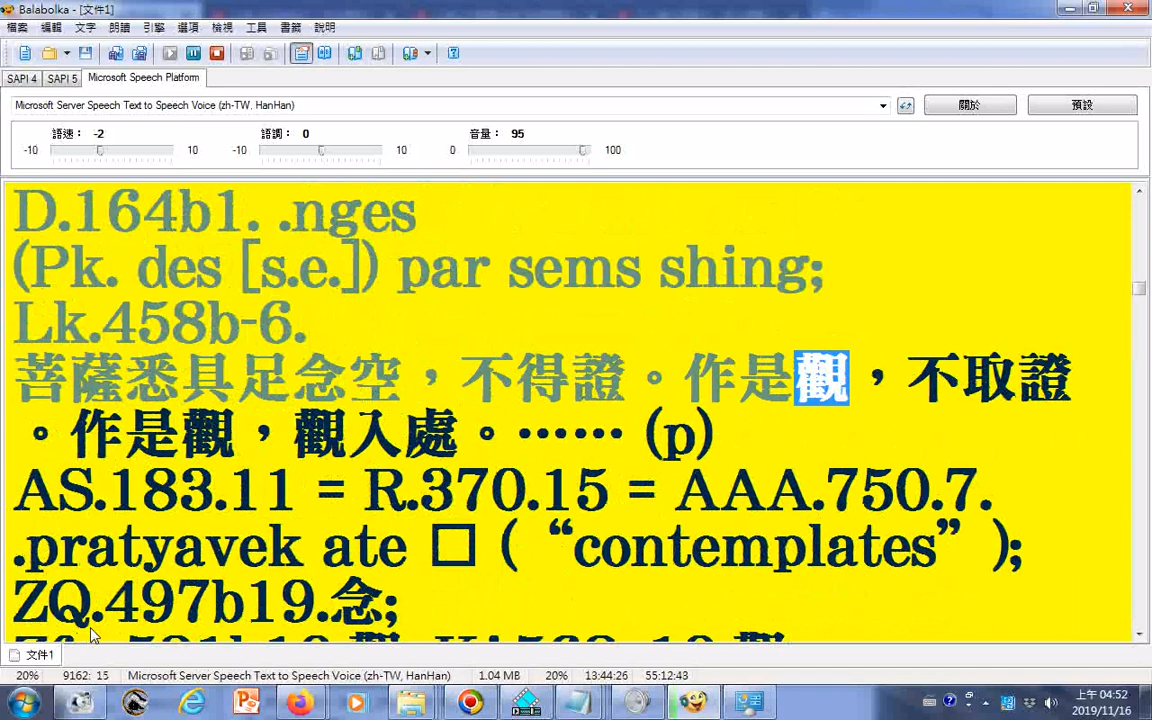 Balabolka - [文件1]
檔案 編輯 文字 朗讀 引擎 選項 檢視 工具 書籤 說明
SAPI 4 SAPI 5 Microsoft Speech Platform
Microsoft Server Speech Text to Speech Voice (zh-TW, HanHan)
關於 預設
語速： -2 語調： 0 音量： 95
-10 10 -10 10 0 100
D.164b1. .nges
(Pk. des [s.e.]) par sems shing;
Lk.458b-6.
菩薩悉具足念空，不得證。作是觀，不取證
。作是觀，觀入處。…… (p)
AS.183.11 = R.370.15 = AAA.750.7.
.pratyavek ate □ (“contemplates”);
ZQ.497b19.念;
文件1
20% 9162: 15 Microsoft Server Speech Text to Speech Voice (zh-TW, HanHan) 1.04 MB 20% 13:44:26 55:12:43
上午 04:52
2019/11/16